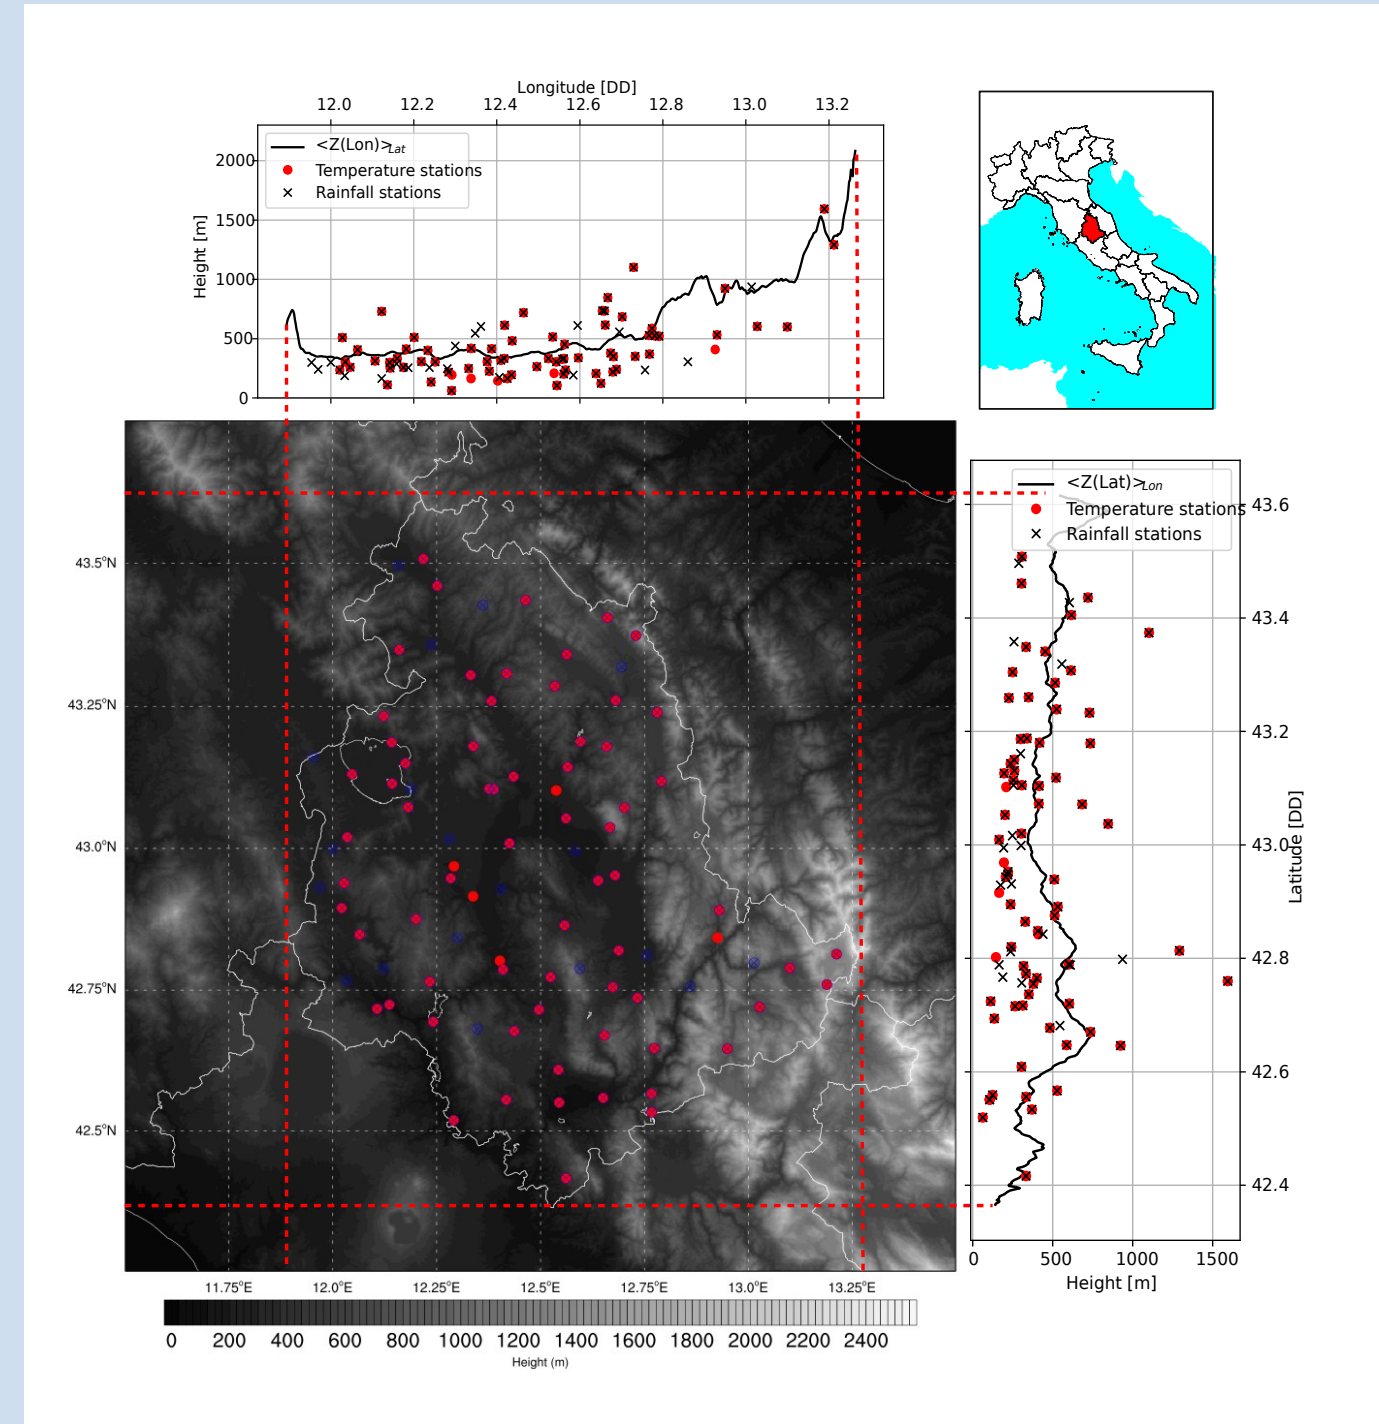 Longitude [DD]
12.0 12.2 12.4 12.6 12.8 13.0 13.2
<Z(Lon)>Lat
Temperature stations
Rainfall stations
2000
1500
1000
500
0
Height [m]
<Z(Lat)>Lon
Temperature stations
Rainfall stations
43.6
43.4
43.2
43.0
42.8
42.6
42.4
Latitude [DD]
0 500 1000 1500
Height [m]
43.5°N
43.25°N
43.0°N
42.75°N
42.5°N
11.75°E 12.0°E 12.25°E 12.5°E 12.75°E 13.0°E 13.25°E
0 200 400 600 800 1000 1200 1400 1600 1800 2000 2200 2400
Height (m)